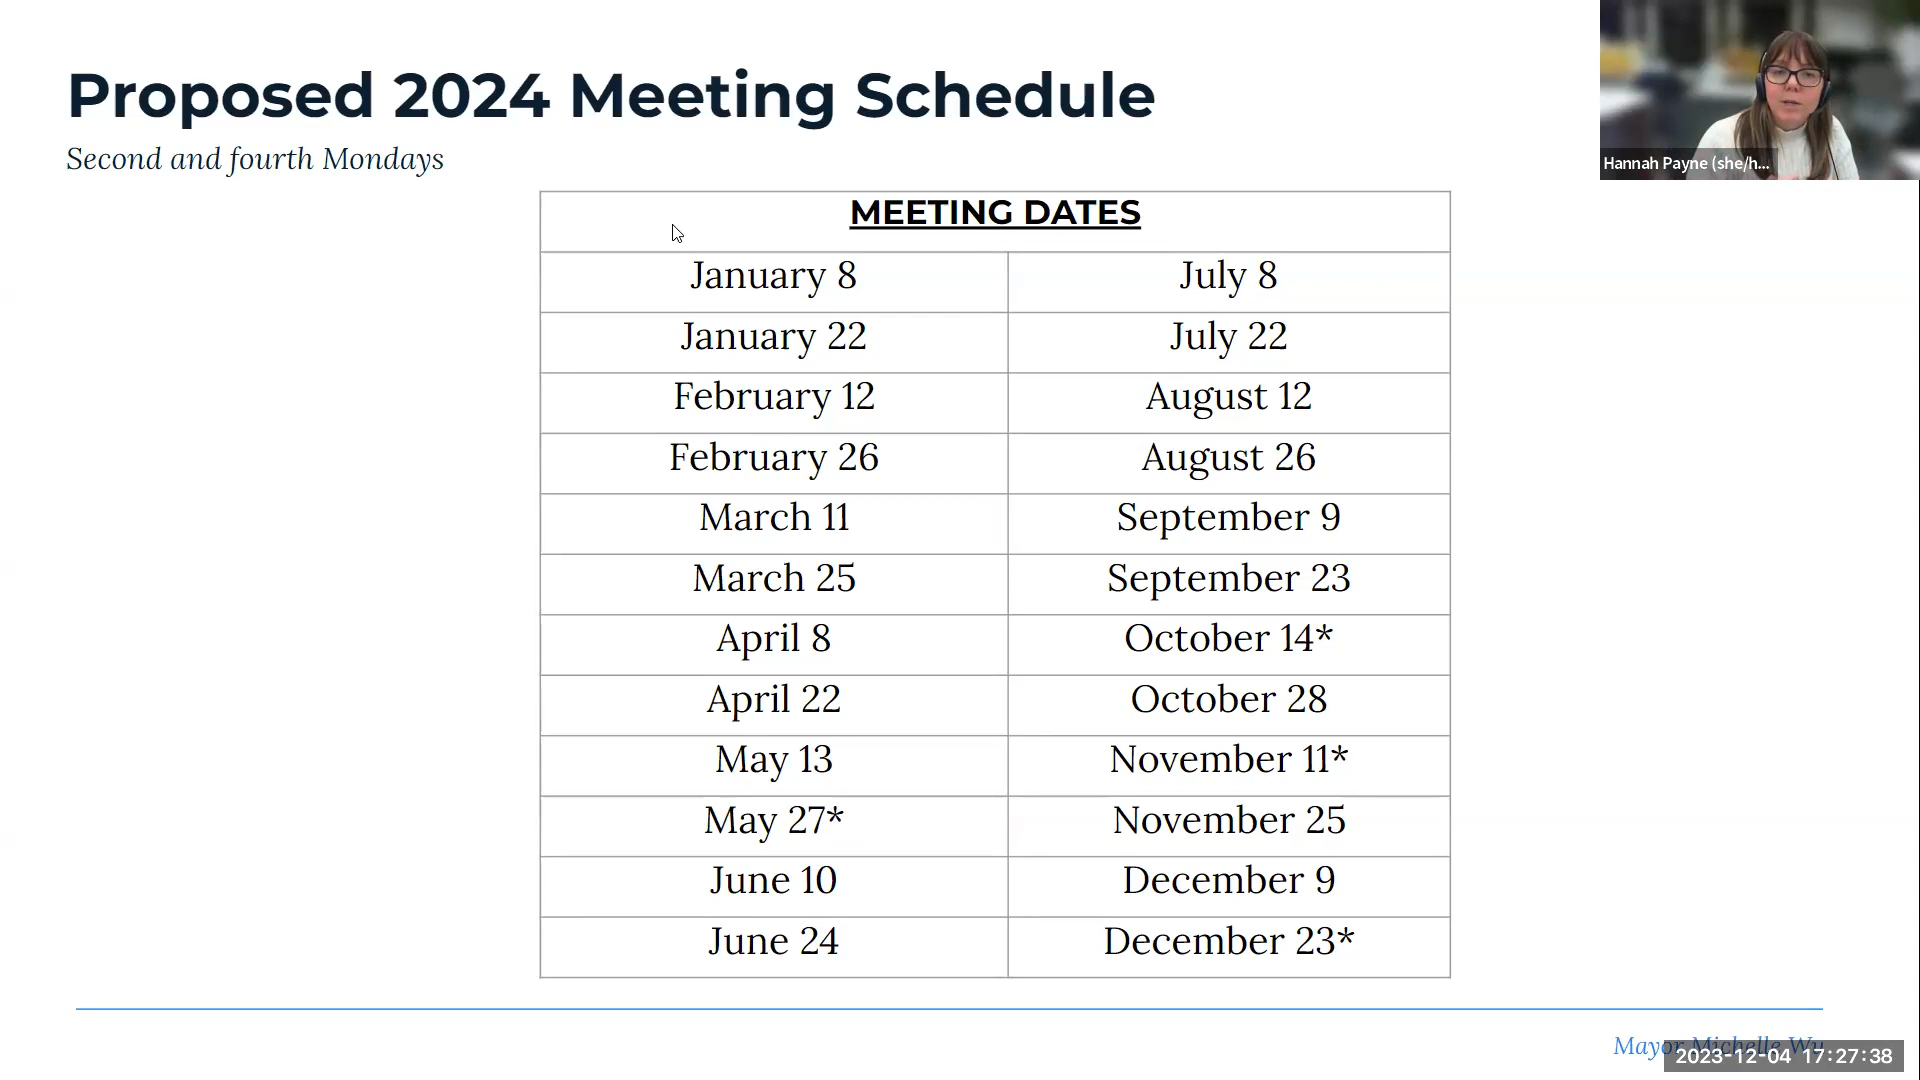 Proposed 2024 Meeting Schedule
Second and fourth Mondays
Hannah Payne (she/h...
MEETING DATES
January 8 July 8
January 22 July 22
February 12 August 12
February 26 August 26
March 11 September 9
March 25 September 23
April 8 October 14*
April 22 October 28
May 13 November 11*
May 27* November 25
June 10 December 9
June 24 December 23*
Mayor Michelle Wu
2023-12-04 17:27:38